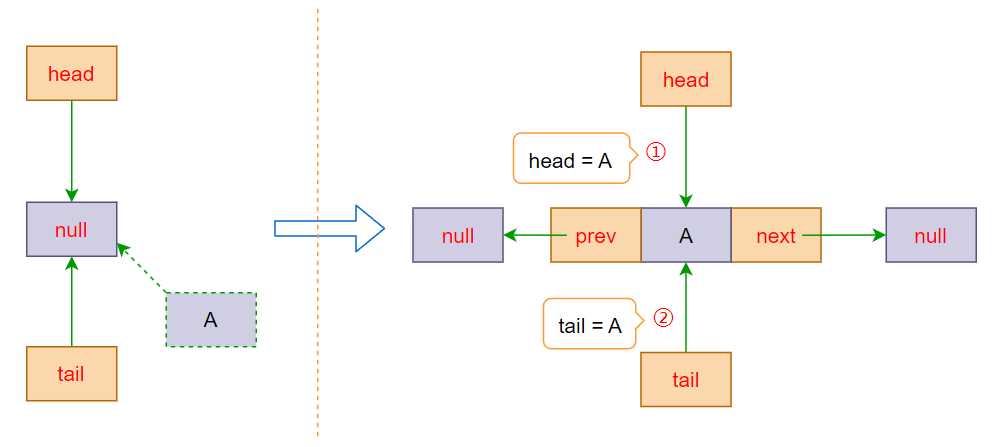 head
null
A
tail
head
head = A
①
null
prev
A
next
null
tail = A
②
tail